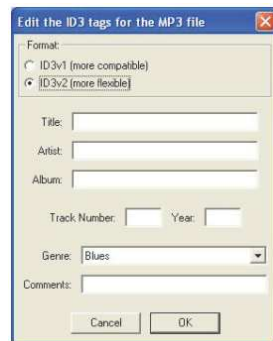 Edit the ID3 tags for the MP3 file
Format:
ID3v1 (more compatible)
ID3v2 (more flexible)
Title:
Artist:
Album:
Track Number: Year:
Genre: Blues
Comments:
Cancel OK